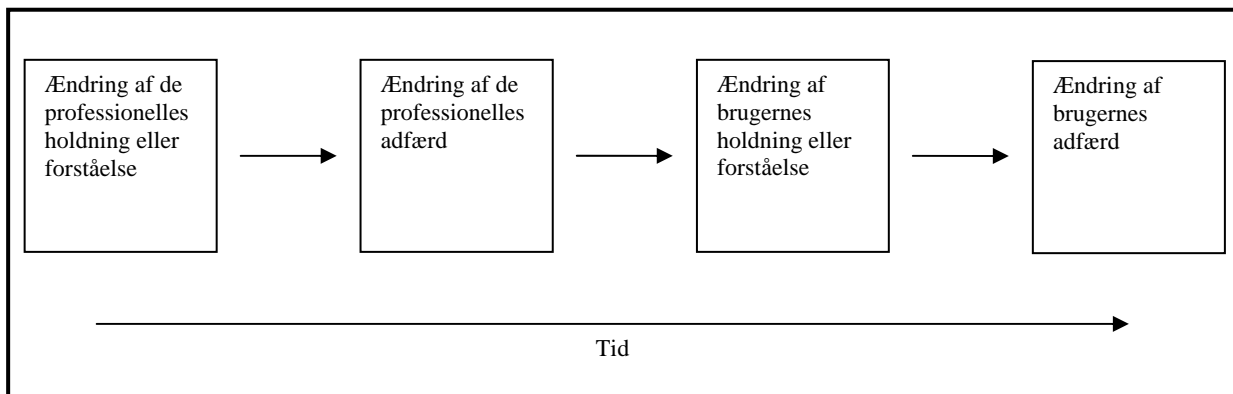 Ændring af de
professionelles
holdning eller
forståelse
Ændring af de
professionelles
adfærd
Ændring af
brugernes
holdning eller
forståelse
Ændring af
brugernes
adfærd
Tid